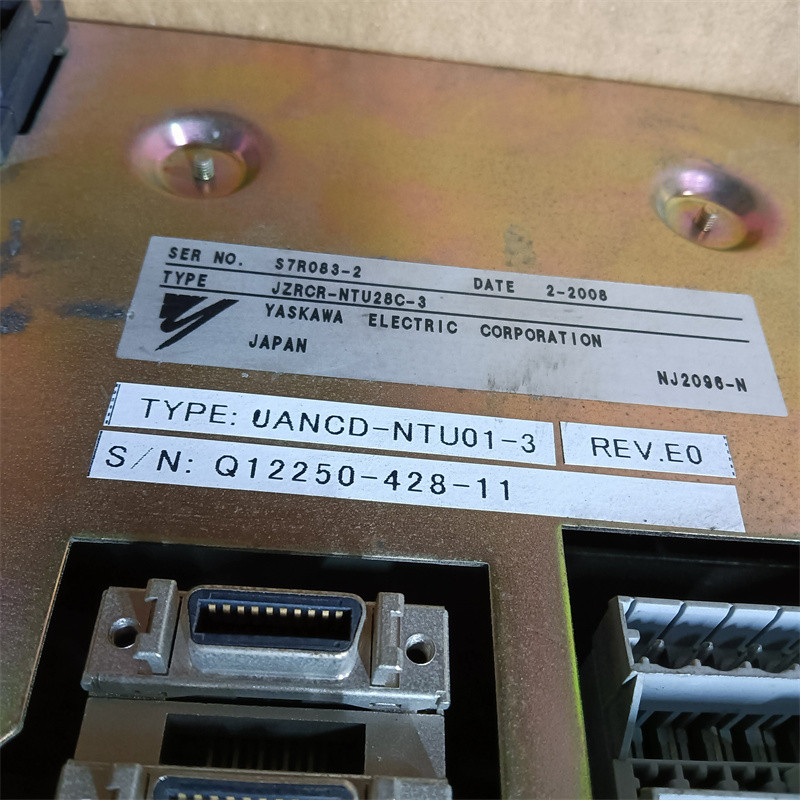 SER NO. S7R083-2 DATE 2-2008
TYPE JZRCR-NTU28C-3
YASKAWA ELECTRIC CORPORATION
JAPAN
NJ2096-N
TYPE: UANCD-NTU01-3 REV.E0
S/N: Q12250-428-11